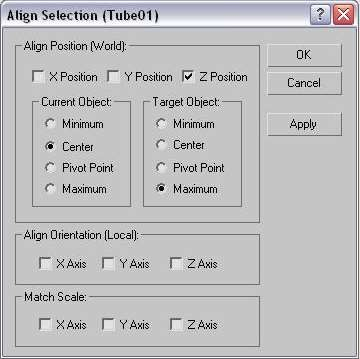 Align Selection (Tube01)
Align Position (World):
X Position Y Position Z Position
OK
Cancel
Apply
Current Object: Target Object:
Minimum Minimum
Center Center
Pivot Point Pivot Point
Maximum Maximum
Align Orientation (Local):
X Axis Y Axis Z Axis
Match Scale:
X Axis Y Axis Z Axis